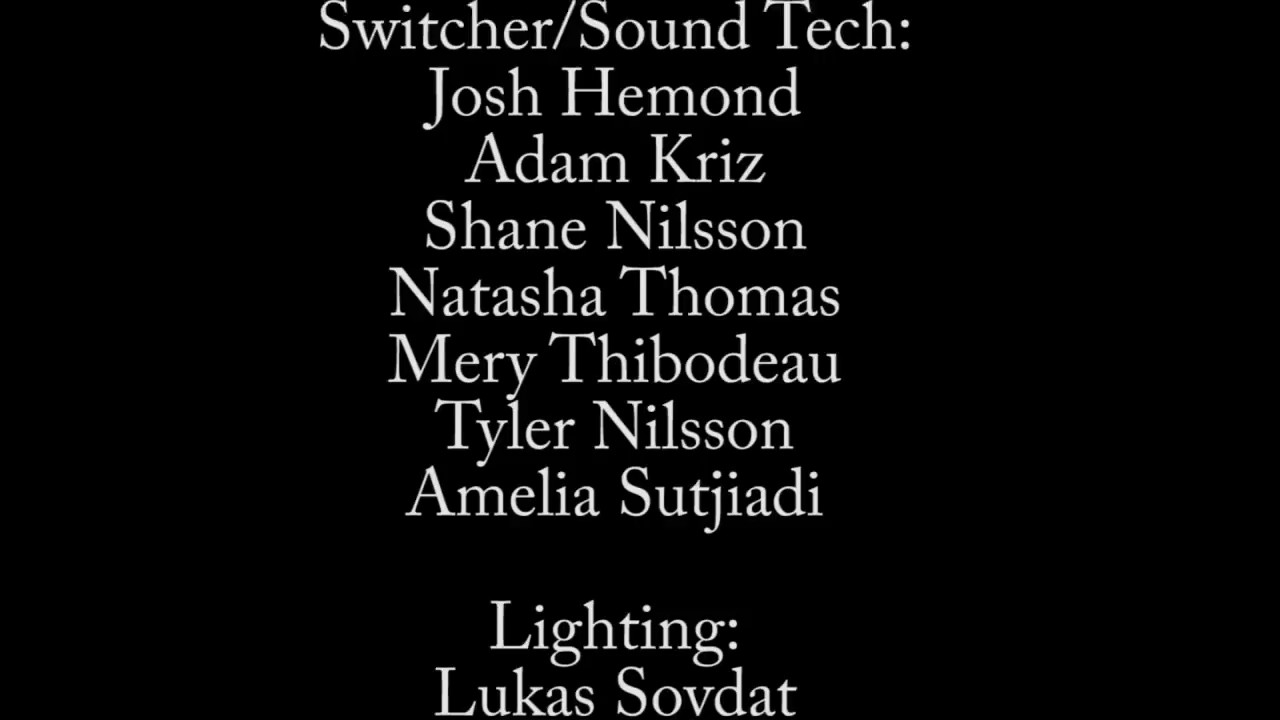 Switcher/Sound Tech:
Josh Hemond
Adam Kriz
Shane Nilsson
Natasha Thomas
Mery Thibodeau
Tyler Nilsson
Amelia Sutjiadi
Lighting:
Lukas Sovdat